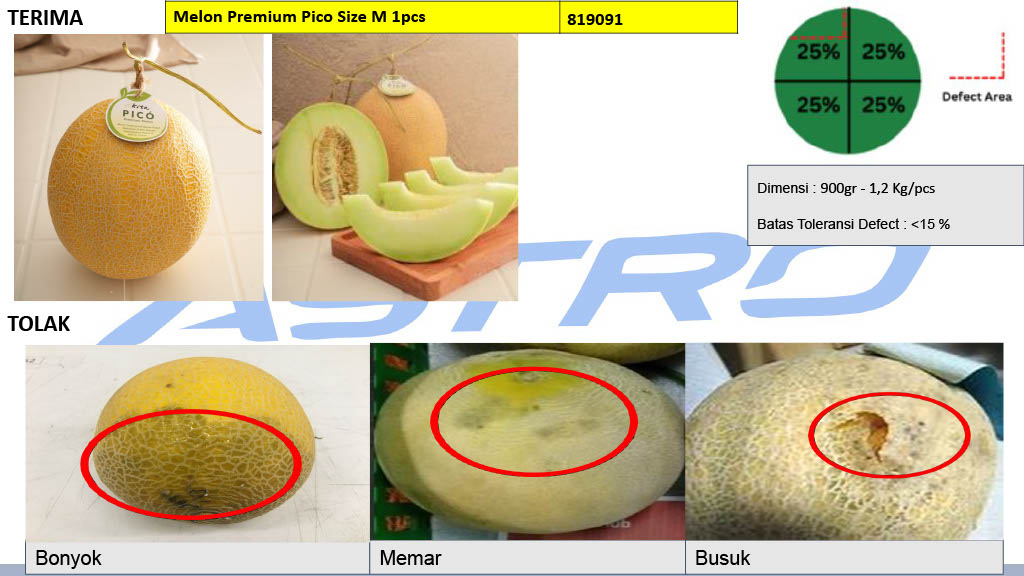 TERIMA
Melon Premium Pico Size M 1pcs
819091
Kita
PICO
25% 25%
25% 25%
Defect Area
Dimensi : 900gr - 1,2 Kg/pcs
Batas Toleransi Defect : <15 %
ASTRO
TOLAK
Bonyok
Memar
Busuk